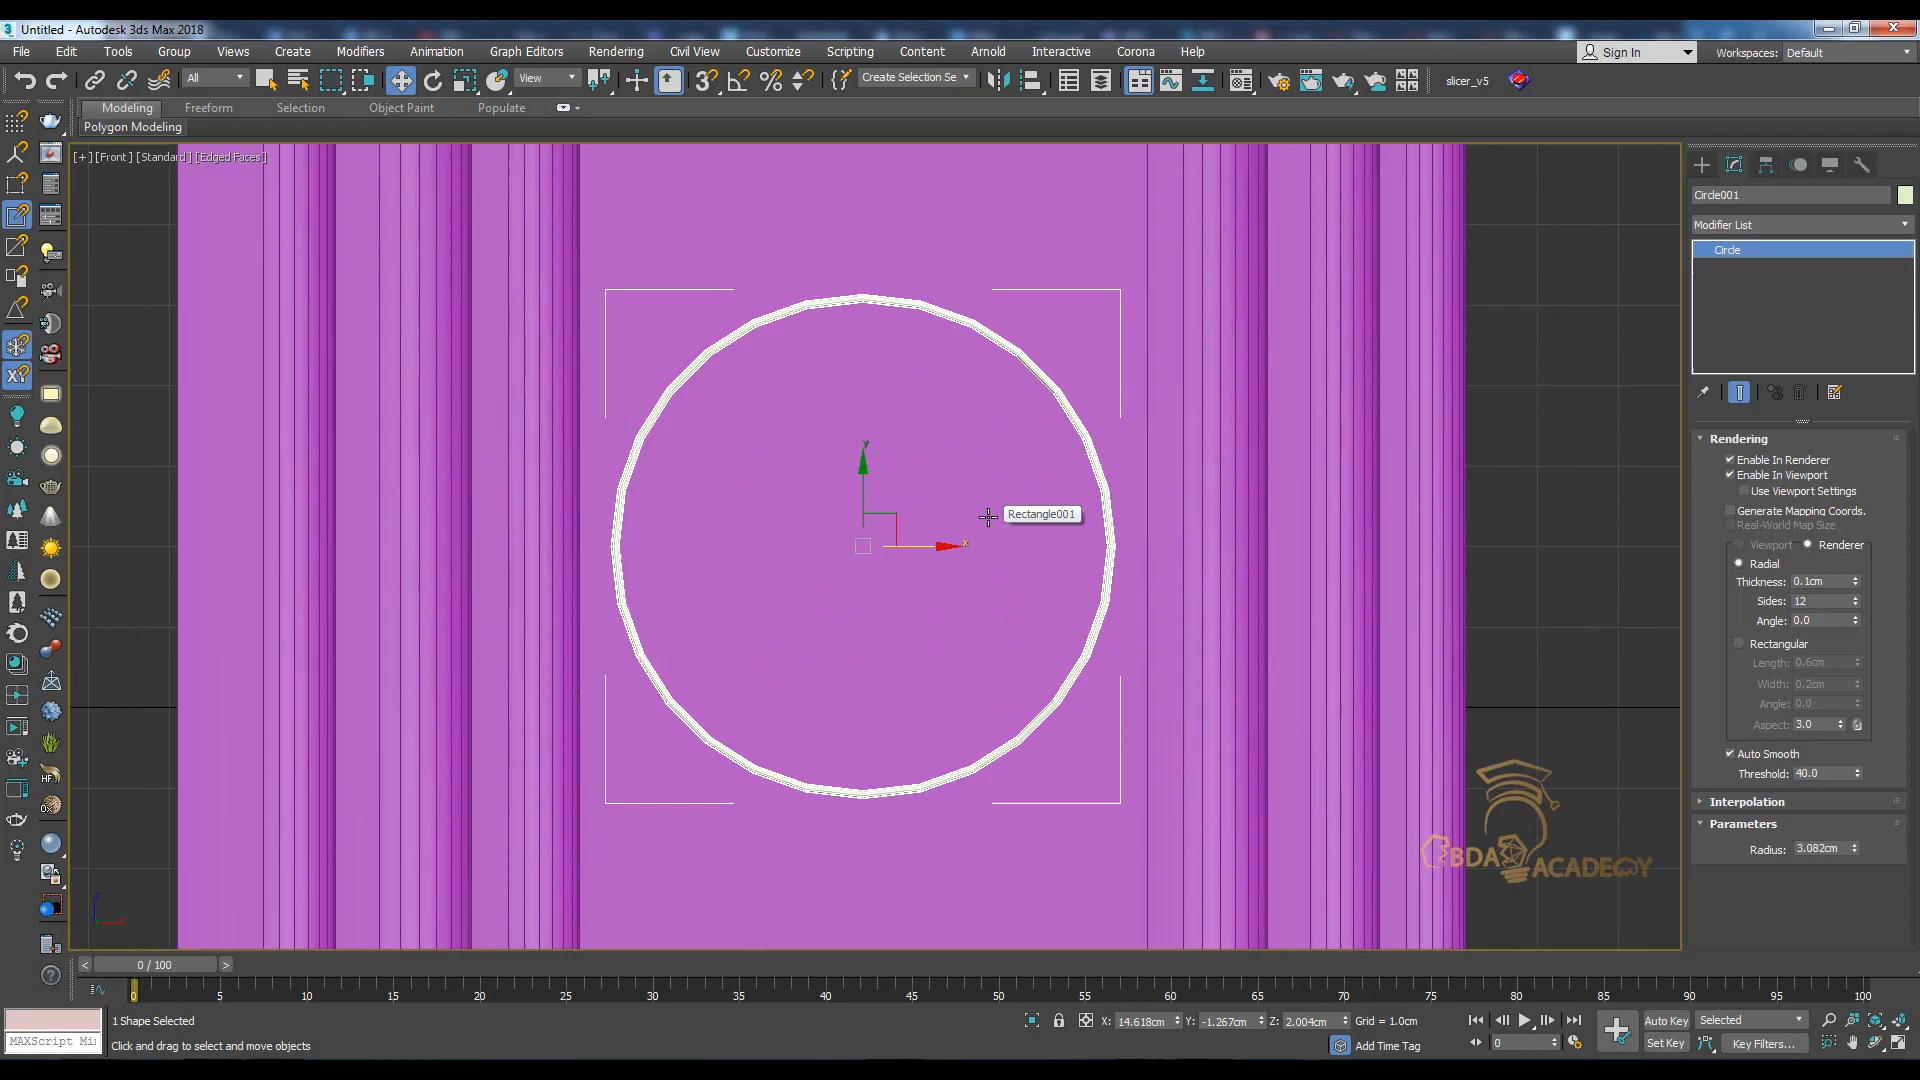 Untitled - Autodesk 3ds Max 2018
File Edit Tools Group Views Create Modifiers Animation Graph Editors Rendering Civil View Customize Scripting Content Arnold Interactive Corona Help
Sign In Workspaces: Default
All View Create Selection Se slicer_v5
Modeling Freeform Selection Object Paint Populate
Polygon Modeling
[+] [Front] [Standard] [Edged Faces]
Circle001
Modifier List
Circle
Rendering
Enable In Renderer
Enable In Viewport
Use Viewport Settings
Generate Mapping Coords.
Real-World Map Size
Viewport Renderer
Radial
Thickness: 0.1cm
Sides: 12
Angle: 0.0
Rectangular
Length: 0.6cm
Width: 0.2cm
Angle: 0.0
Aspect: 3.0
Auto Smooth
Threshold: 40.0
Interpolation
Parameters
Radius: 3.082cm
y
x
Rectangle001
BDA ACADEMY
XY
HF
< 0 / 100 >
0 5 10 15 20 25 30 35 40 45 50 55 60 65 70 75 80 85 90 95 100
1 Shape Selected X: 14.618cm Y: -1.267cm Z: 2.004cm Grid = 1.0cm Auto Key Selected
MAXScript Mi Click and drag to select and move objects Add Time Tag 0 Set Key Key Filters...